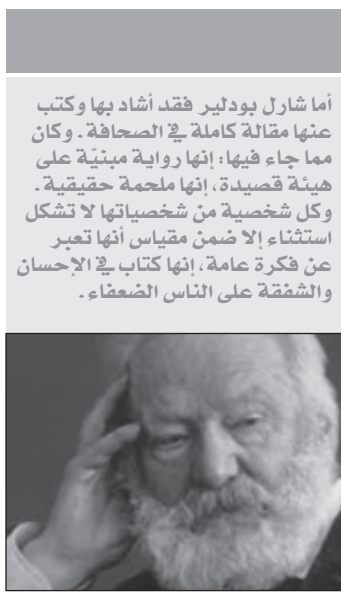 أما شارل بودلير فقد أشاد بها وكتب
عنها مقالة كاملة في الصحافة. وكان
مما جاء فيها: إنها رواية مبنيّة على
هيئة قصيدة، إنها ملحمة حقيقية.
وكل شخصية من شخصياتها لا تشكل
استثناء إلا ضمن مقياس أنها تعبر
عن فكرة عامة، إنها كتاب في الإحسان
والشفقة على الناس الضعفاء.